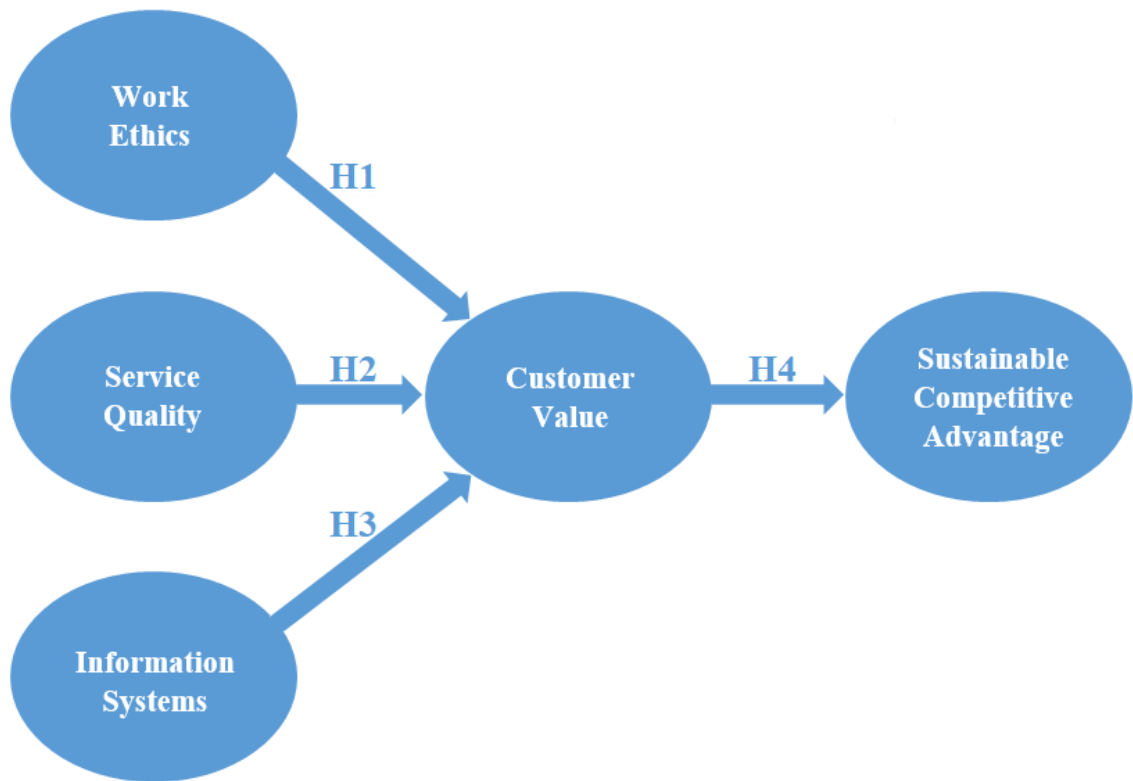 Work
Ethics
H1
Service
Quality
H2
Customer
Value
H4
Sustainable
Competitive
Advantage
H3
Information
Systems